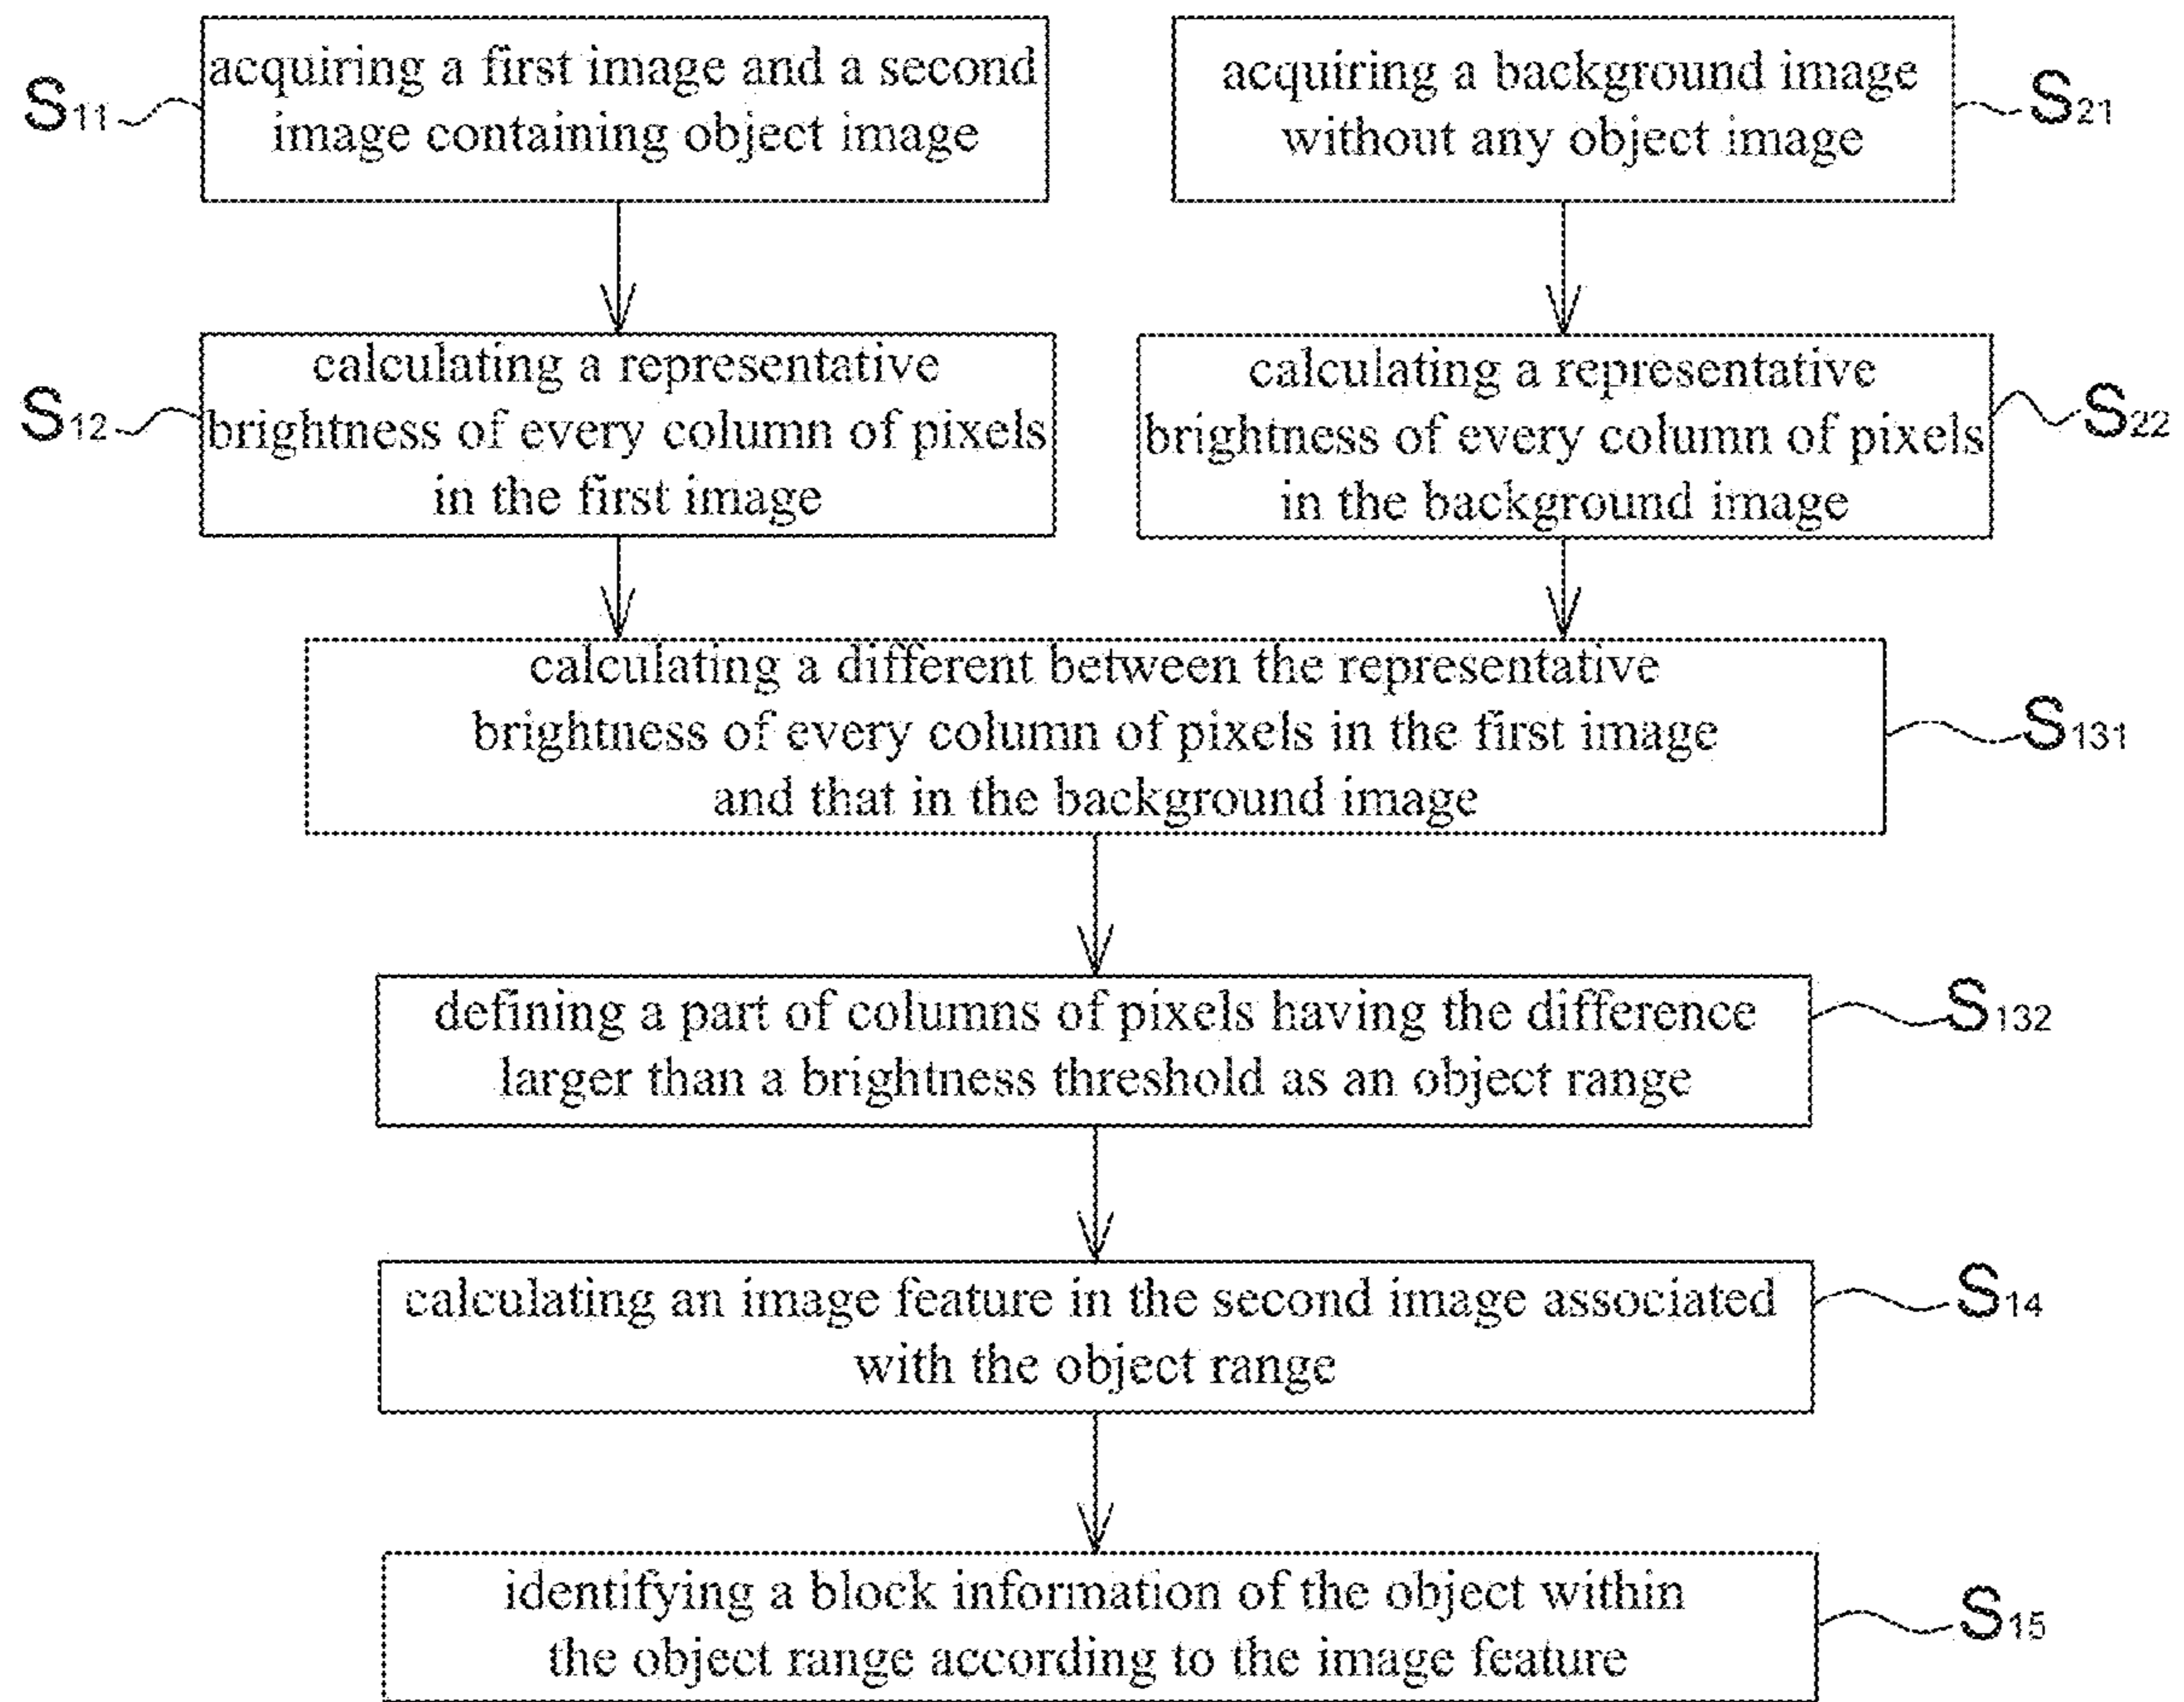 S11
acquiring a first image and a second
image containing object image
acquiring a background image
without any object image
S21
S12
calculating a representative
brightness of every column of pixels
in the first image
calculating a representative
brightness of every column of pixels
in the background image
S22
calculating a different between the representative
brightness of every column of pixels in the first image
and that in the background image
S131
defining a part of columns of pixels having the difference
larger than a brightness threshold as an object range
S132
calculating an image feature in the second image associated
with the object range
S14
identifying a block information of the object within
the object range according to the image feature
S15